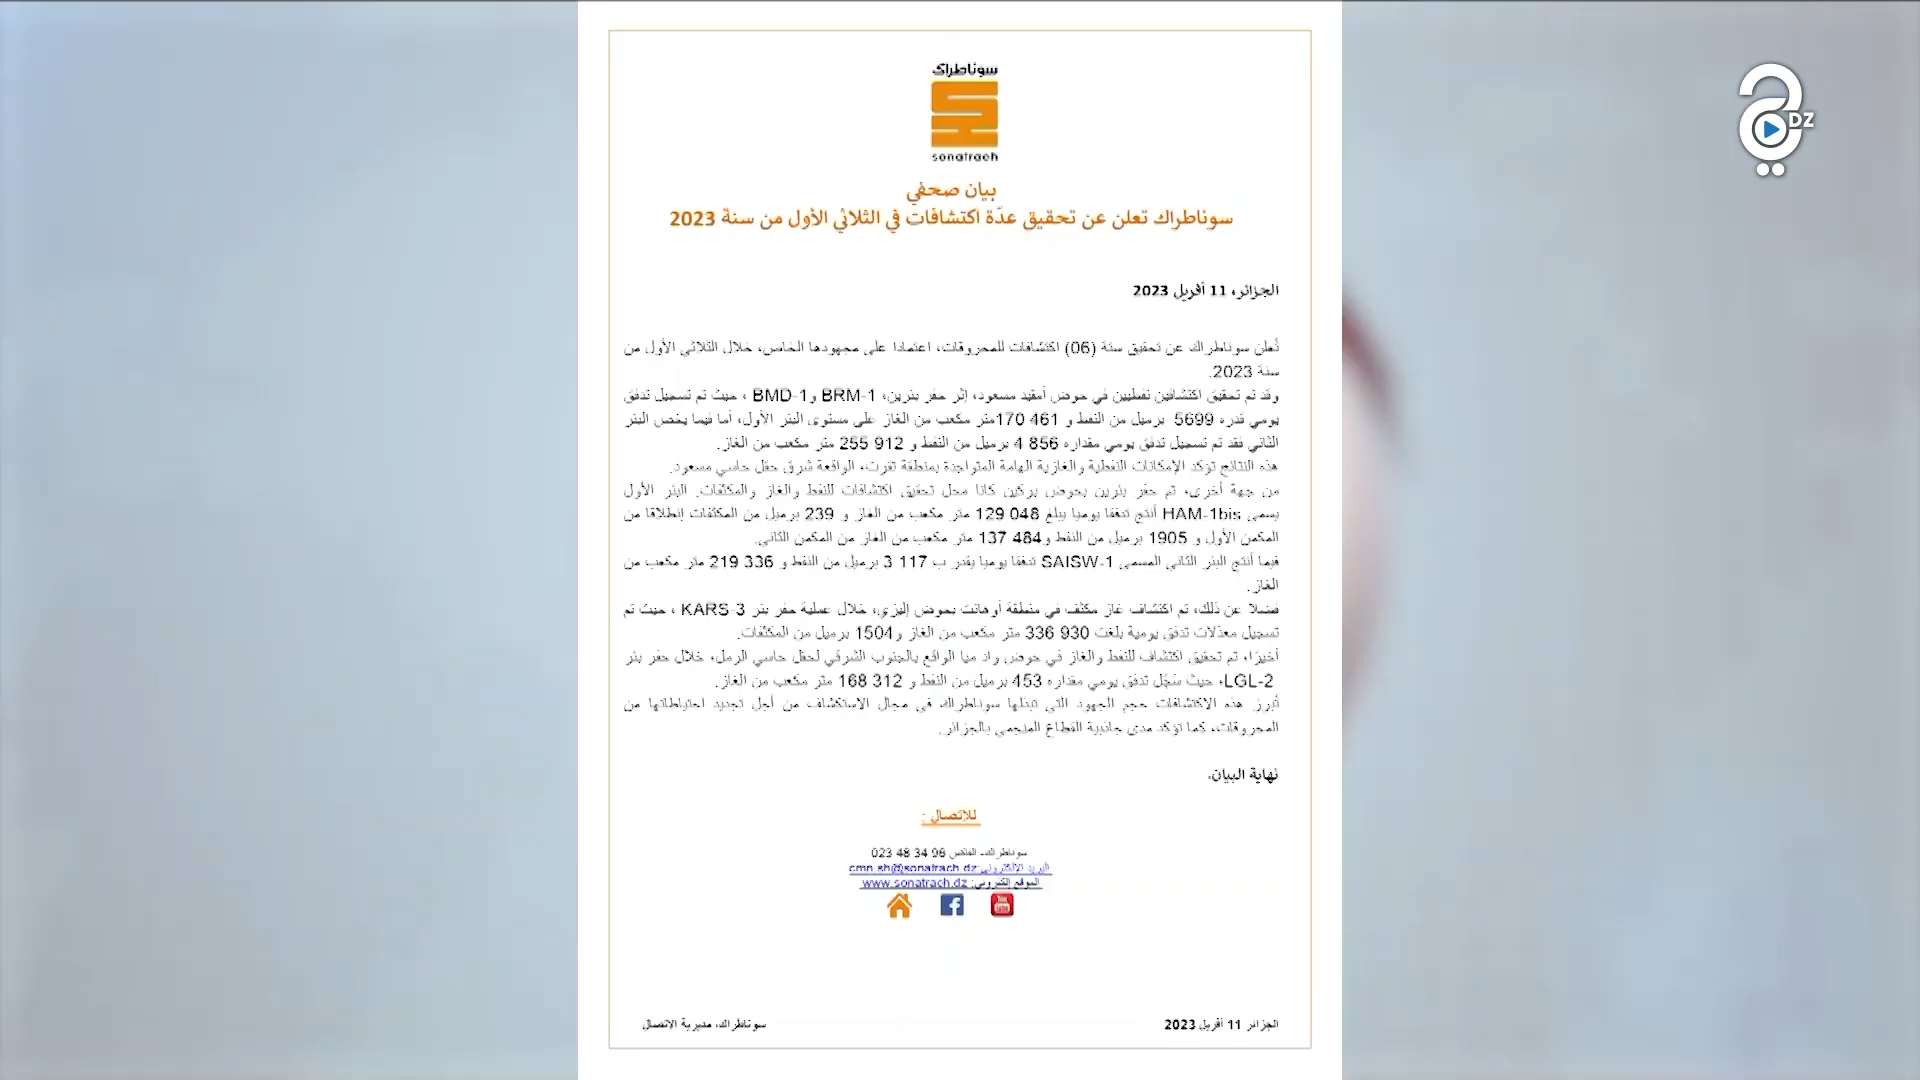 سوناطراك
sonatrach
DZ
بيان صحفي
سوناطراك تعلن عن تحقيق عدّة اكتشافات في الثلاثي الأول من سنة 2023
الجزائر، 11 أفريل 2023
تُعلن سوناطراك عن تحقيق ستة (06) اكتشافات للمحروقات، اعتمادا على مجهودها الخاص، خلال الثلاثي الأول من
سنة 2023.
وقد تم تحقيق اكتشافين نفطيين في حوض أمقيد مسعود، إثر حفر بئرين، BRM-1 وBMD-1 ، حيث تم تسجيل تدفق
يومي قدره 5699 برميل من النفط و 461 170متر مكعب من الغاز على مستوى البئر الأول، أما فيما يخص البئر
الثاني فقد تم تسجيل تدفق يومي مقداره 856 4 برميل من النفط و 912 255 متر مكعب من الغاز.
هذه النتائج تؤكد الإمكانات النفطية والغازية الهامة المتواجدة بمنطقة تقرت، الواقعة شرق حقل حاسي مسعود.
من جهة أخرى، تم حفر بئرين بحوض بركين كانا محل تحقيق اكتشافات للنفط والغاز والمكثفات. البئر الأول
يسمى HAM-1bis أنتج تدفقا يوميا يبلغ 048 129 متر مكعب من الغاز و 239 برميل من المكثفات إنطلاقا من
المكمن الأول و 1905 برميل من النفط و484 137 متر مكعب من الغاز من المكمن الثاني.
فيما أنتج البئر الثاني المسمى SAISW-1 تدفقا يوميا يقدر ب 117 3 برميل من النفط و 336 219 متر مكعب من
الغاز.
فضلا عن ذلك، تم اكتشاف غاز مكثف في منطقة أوهانت بحوض إليزي، خلال عملية حفر بئر KARS-3 ، حيث تم
تسجيل معدلات تدفق يومية بلغت 930 336 متر مكعب من الغاز و1504 برميل من المكثفات.
أخيرًا، تم تحقيق اكتشاف للنفط والغاز في حوض واد ميا الواقع بالجنوب الشرقي لحقل حاسي الرمل، خلال حفر بئر
LGL-2، حيث سُجّل تدفق يومي مقداره 453 برميل من النفط و 312 168 متر مكعب من الغاز.
تُبرز هذه الاكتشافات حجم الجهود التي تبذلها سوناطراك في مجال الاستكشاف من أجل تجديد احتياطاتها من
المحروقات، كما تؤكد مدى جاذبية القطاع المنجمي بالجزائر.
نهاية البيان.
للاتصال :
سوناطراك- الفاكس 96 34 48 023
البريد الالكتروني:cmn.sh@sonatrach.dz
الموقع إلكتروني: www.sonatrach.dz
You Tube
الجزائر 11 أفريل 2023
سوناطراك، مديرية الاتصال